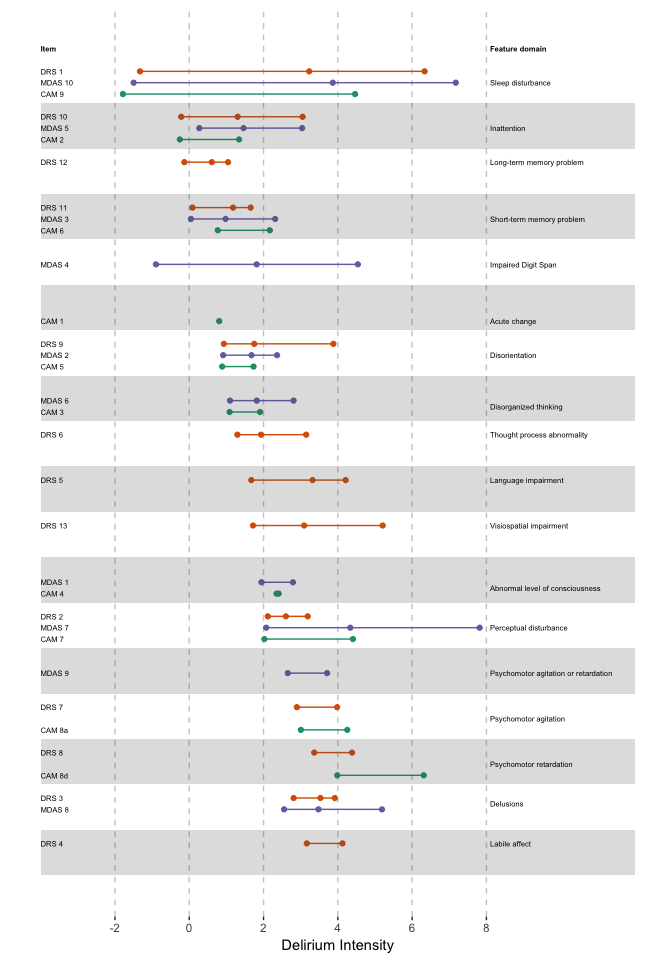 Item Feature domain
DRS 1
MDAS 10 Sleep disturbance
CAM 9
DRS 10
MDAS 5 Inattention
CAM 2
DRS 12 Long-term memory problem
DRS 11
MDAS 3 Short-term memory problem
CAM 6
MDAS 4 Impaired Digit Span
CAM 1 Acute change
DRS 9
MDAS 2 Disorientation
CAM 5
MDAS 6
Disorganized thinking
CAM 3
DRS 6 Thought process abnormality
DRS 5 Language impairment
DRS 13 Visiospatial impairment
MDAS 1
Abnormal level of consciousness
CAM 4
DRS 2
MDAS 7 Perceptual disturbance
CAM 7
MDAS 9 Psychomotor agitation or retardation
DRS 7
Psychomotor agitation
CAM 8a
DRS 8
Psychomotor retardation
CAM 8d
DRS 3
Delusions
MDAS 8
DRS 4 Labile affect
-2 0 2 4 6 8
Delirium Intensity